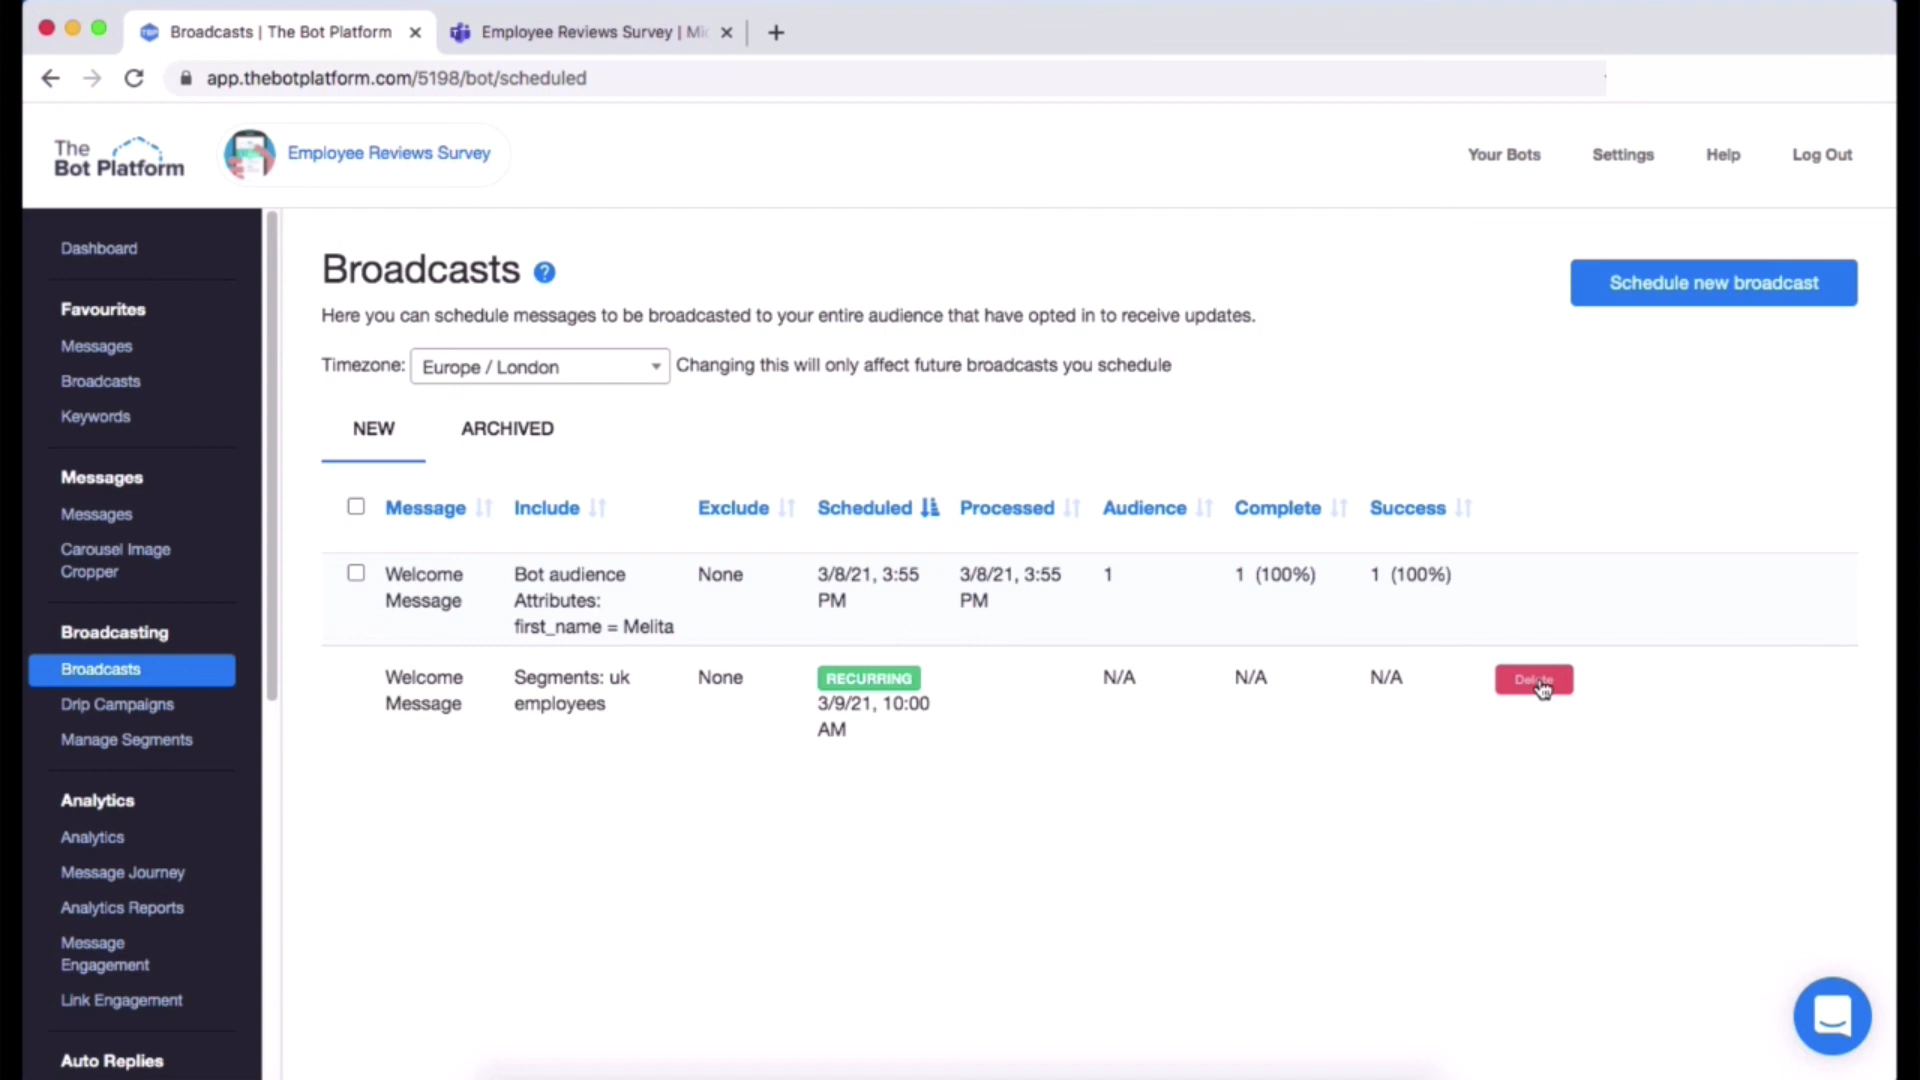 Broadcasts | The Bot Platform
Employee Reviews Survey | Mic
app.thebotplatform.com/5198/bot/scheduled
The
Bot Platform
Employee Reviews Survey
Your Bots
Settings
Help
Log Out
Dashboard
Favourites
Messages
Broadcasts
Keywords
Messages
Messages
Carousel Image
Cropper
Broadcasting
Broadcasts
Drip Campaigns
Manage Segments
Analytics
Analytics
Message Journey
Analytics Reports
Message
Engagement
Link Engagement
Auto Replies
Broadcasts ?
Schedule new broadcast
Here you can schedule messages to be broadcasted to your entire audience that have opted in to receive updates.
Timezone: Europe / London Changing this will only affect future broadcasts you schedule
NEW ARCHIVED
Message Include Exclude Scheduled Processed Audience Complete Success
Welcome Bot audience None 3/8/21, 3:55 3/8/21, 3:55 1 1 (100%) 1 (100%)
Message Attributes: PM PM
first_name = Melita
Welcome Segments: uk None RECURRING N/A N/A N/A Delete
Message employees 3/9/21, 10:00
AM